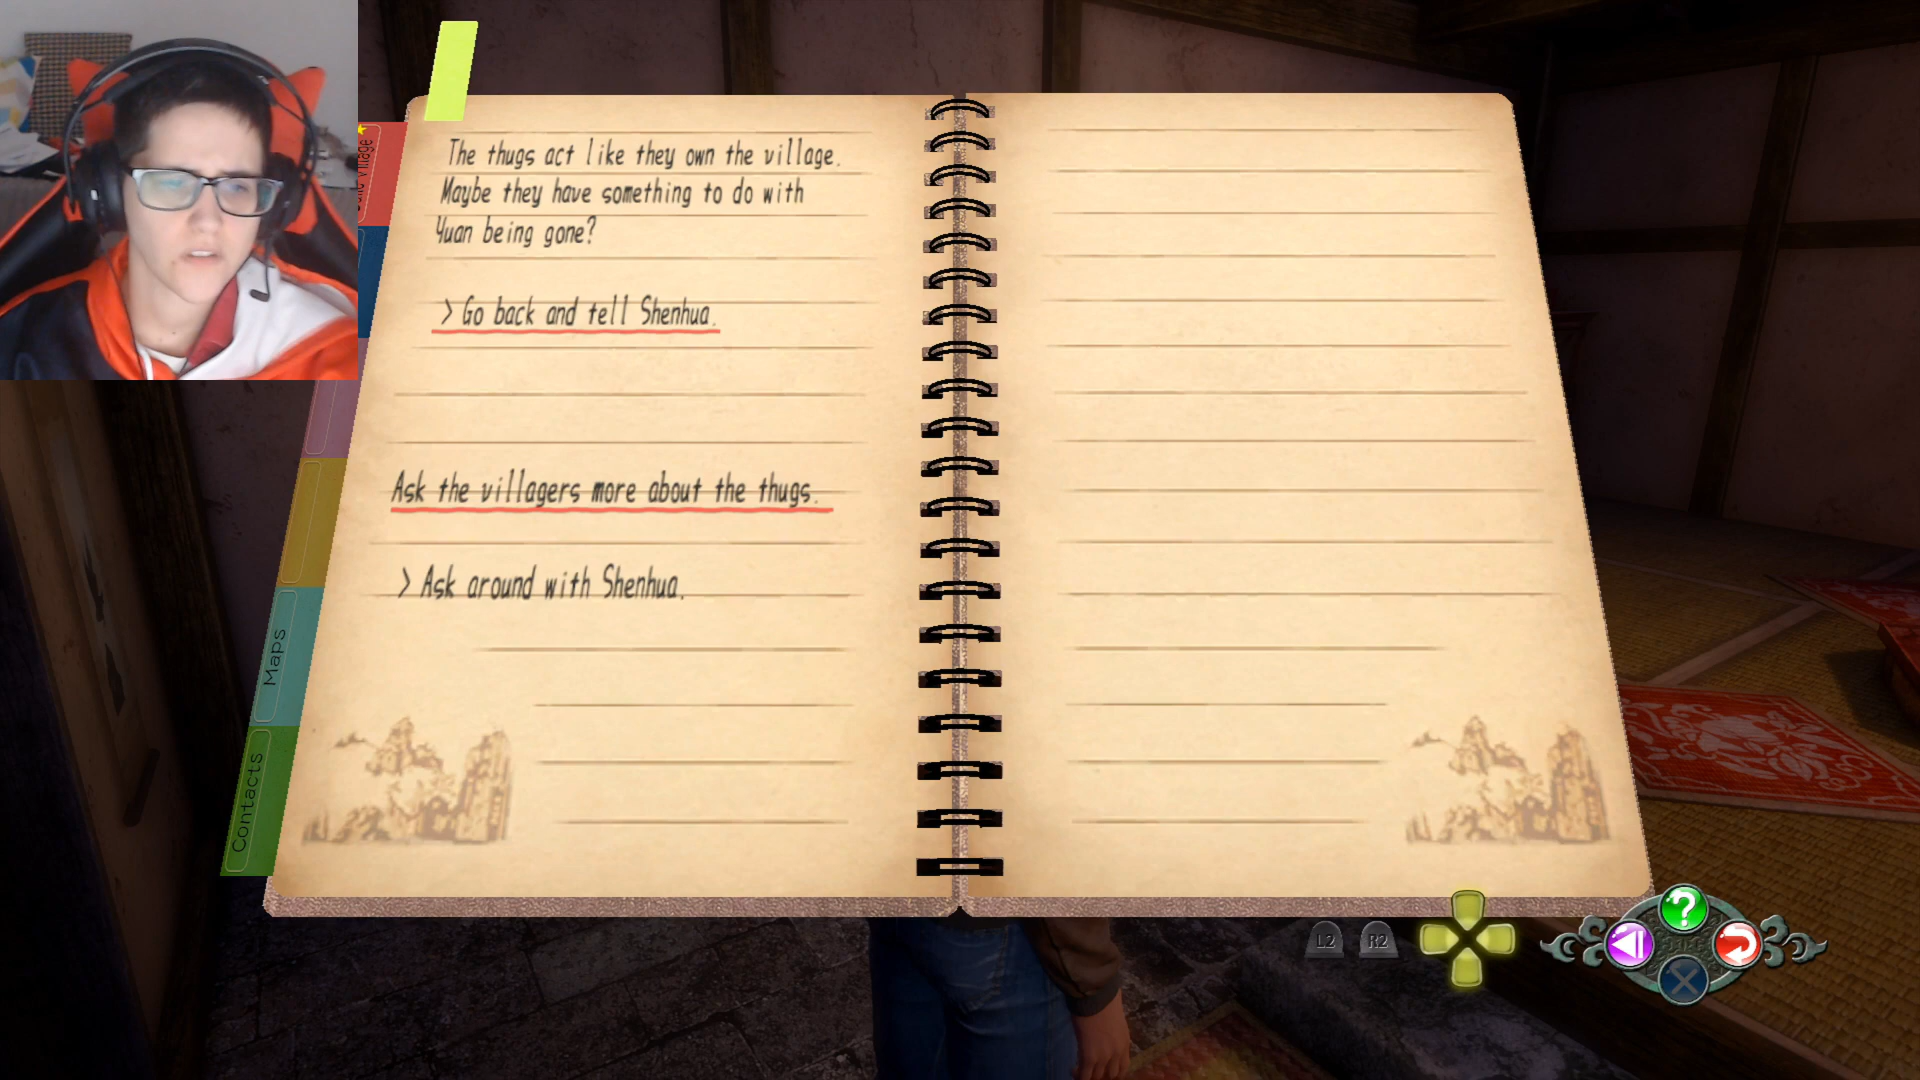 The thugs act like they own the village.
Maybe they have something to do with
Yuan being gone?
> Go back and tell Shenhua.
Ask the villagers more about the thugs.
> Ask around with Shenhua.
Village
Maps
Contacts
L2
R2
?